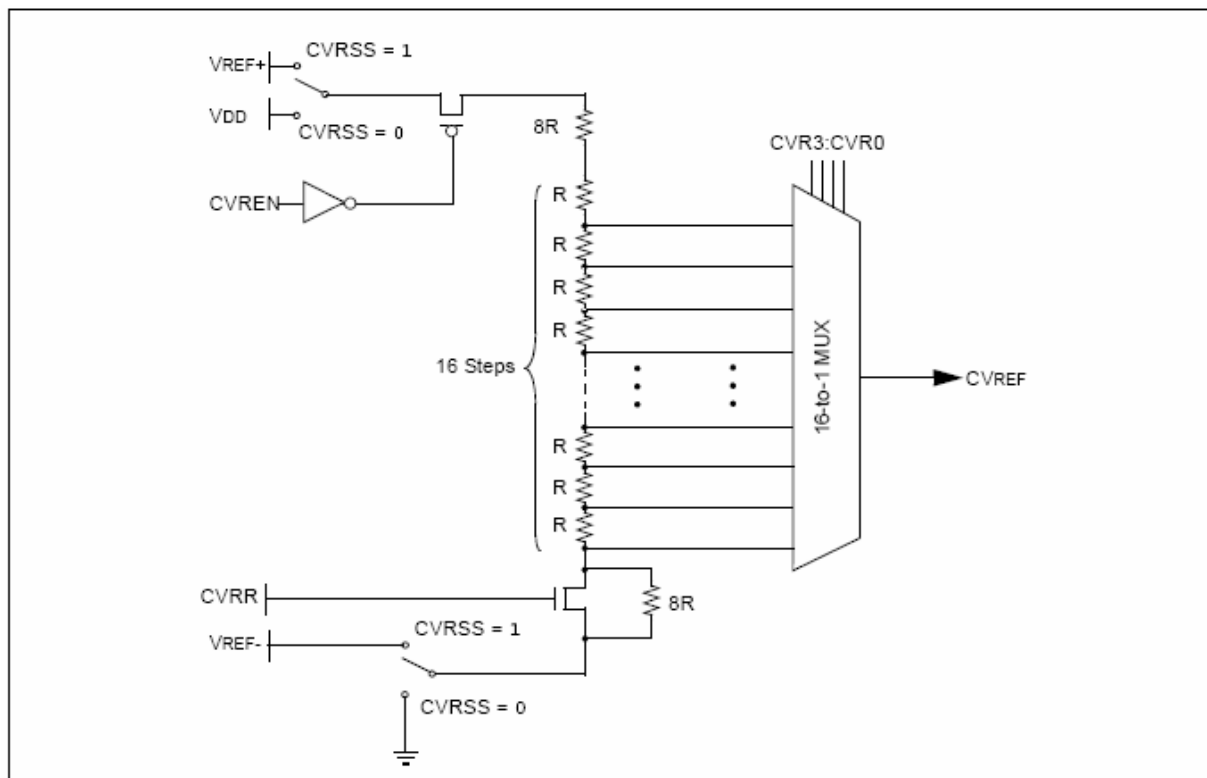 CVRSS = 1
VREF+
VDD
CVRSS = 0
8R
CVR3:CVR0
CVREN
R
R
R
R
16 Steps
16-to-1 MUX
CVREF
R
R
R
CVRR
8R
CVRSS = 1
VREF-
CVRSS = 0